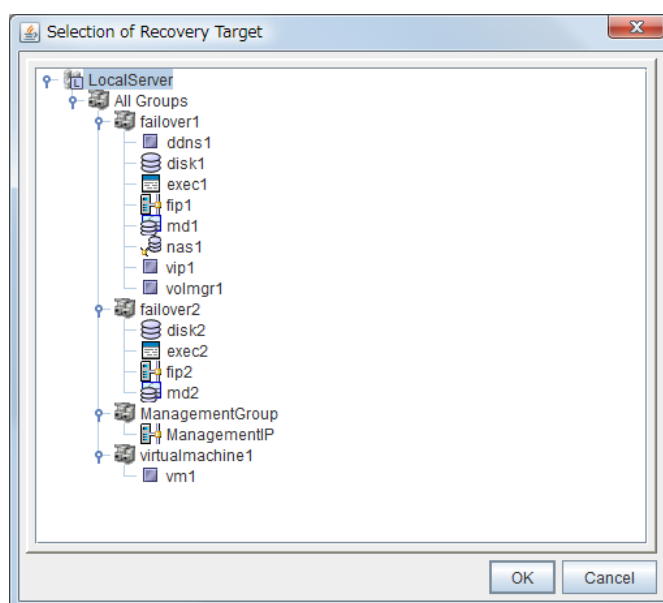 Selection of Recovery Target
LocalServer
All Groups
failover1
ddns1
disk1
exec1
fip1
md1
nas1
vip1
volmgr1
failover2
disk2
exec2
fip2
md2
ManagementGroup
ManagementIP
virtualmachine1
vm1
OK Cancel